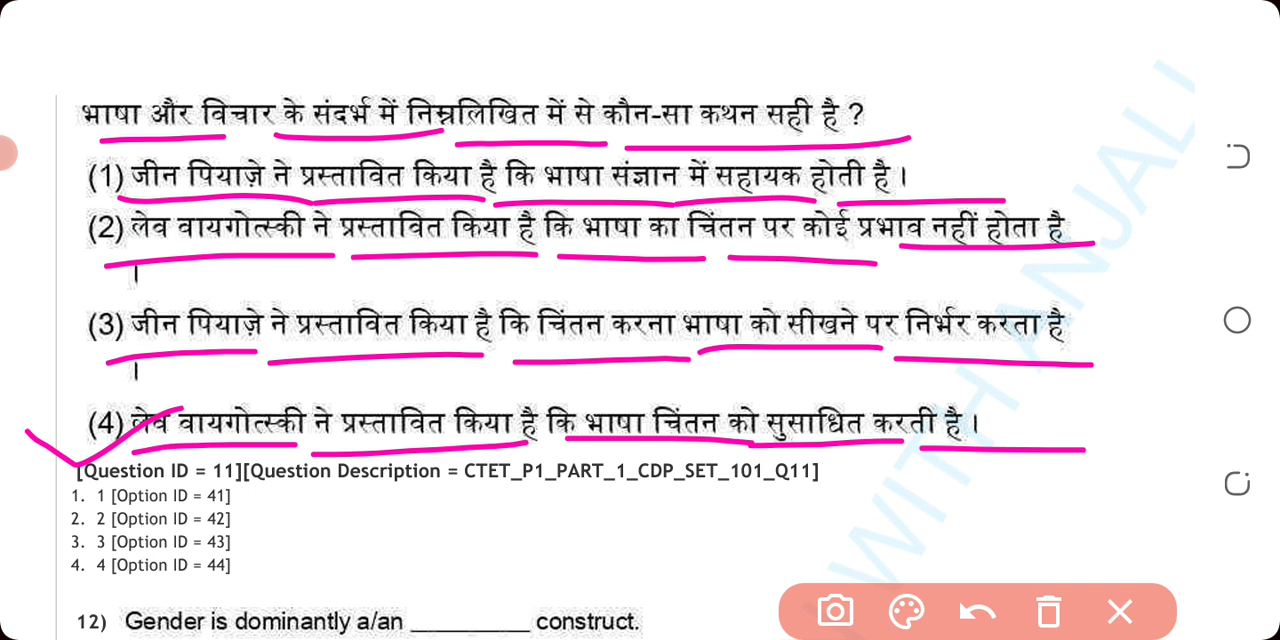 भाषा और विचार के संदर्भ में निम्नलिखित में से कौन-सा कथन सही है ?
(1) जीन पियाज़े ने प्रस्तावित किया है कि भाषा संज्ञान में सहायक होती है ।
(2) लेव वायगोत्स्की ने प्रस्तावित किया है कि भाषा का चिंतन पर कोई प्रभाव नहीं होता है
।
(3) जीन पियाज़े ने प्रस्तावित किया है कि चिंतन करना भाषा को सीखने पर निर्भर करता है
।
(4) लेव वायगोत्स्की ने प्रस्तावित किया है कि भाषा चिंतन को सुसाधित करती है ।
[Question ID = 11][Question Description = CTET_P1_PART_1_CDP_SET_101_Q11]
1. 1 [Option ID = 41]
2. 2 [Option ID = 42]
3. 3 [Option ID = 43]
4. 4 [Option ID = 44]
12) Gender is dominantly a/an __________ construct.
WITH ANJALI